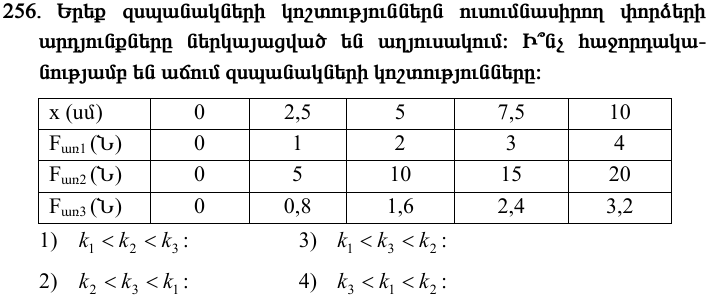 256. Երեք զսպանակների կոշտությունները ուսումնասիրող փորձերի
արդյունքները ներկայացված են աղյուսակում: Ի՞նչ հաջորդակա-
նությամբ են աճում զսպանակների կոշտությունները:
x (սմ) 0 2,5 5 7,5 10
Fառ1 (Ն) 0 1 2 3 4
Fառ2 (Ն) 0 5 10 15 20
Fառ3 (Ն) 0 0,8 1,6 2,4 3,2
1) k₁ < k₂ < k₃: 3) k₁ < k₃ < k₂:
2) k₂ < k₃ < k₁: 4) k₃ < k₁ < k₂: